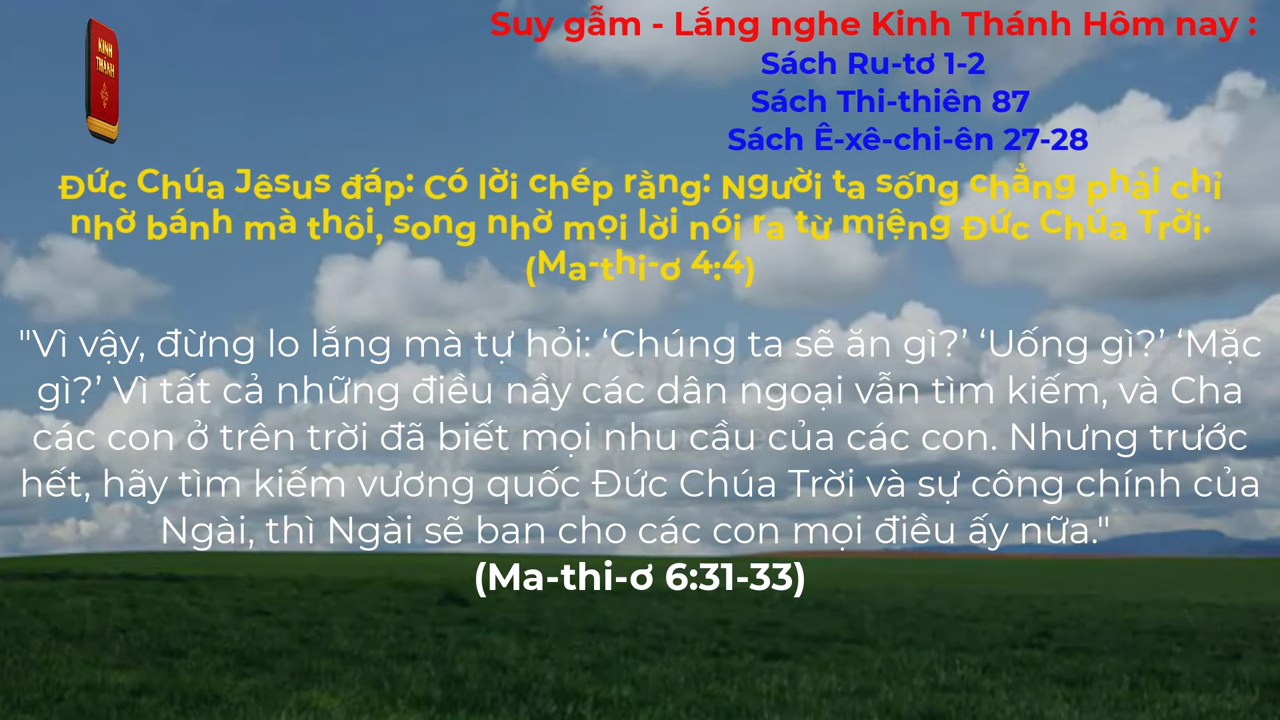 KINH
THÁNH
Suy gẫm - Lắng nghe Kinh Thánh Hôm nay :
Sách Ru-tơ 1-2
Sách Thi-thiên 87
Sách Ê-xê-chi-ên 27-28
Đức Chúa Jêsus đáp: Có lời chép rằng: Người ta sống chẳng phải chỉ
nhờ bánh mà thôi, song nhờ mọi lời nói ra từ miệng Đức Chúa Trời.
(Ma-thi-ơ 4:4)
"Vì vậy, đừng lo lắng mà tự hỏi: ‘Chúng ta sẽ ăn gì?’ ‘Uống gì?’ ‘Mặc
gì?’ Vì tất cả những điều nầy các dân ngoại vẫn tìm kiếm, và Cha
các con ở trên trời đã biết mọi nhu cầu của các con. Nhưng trước
hết, hãy tìm kiếm vương quốc Đức Chúa Trời và sự công chính của
Ngài, thì Ngài sẽ ban cho các con mọi điều ấy nữa."
(Ma-thi-ơ 6:31-33)